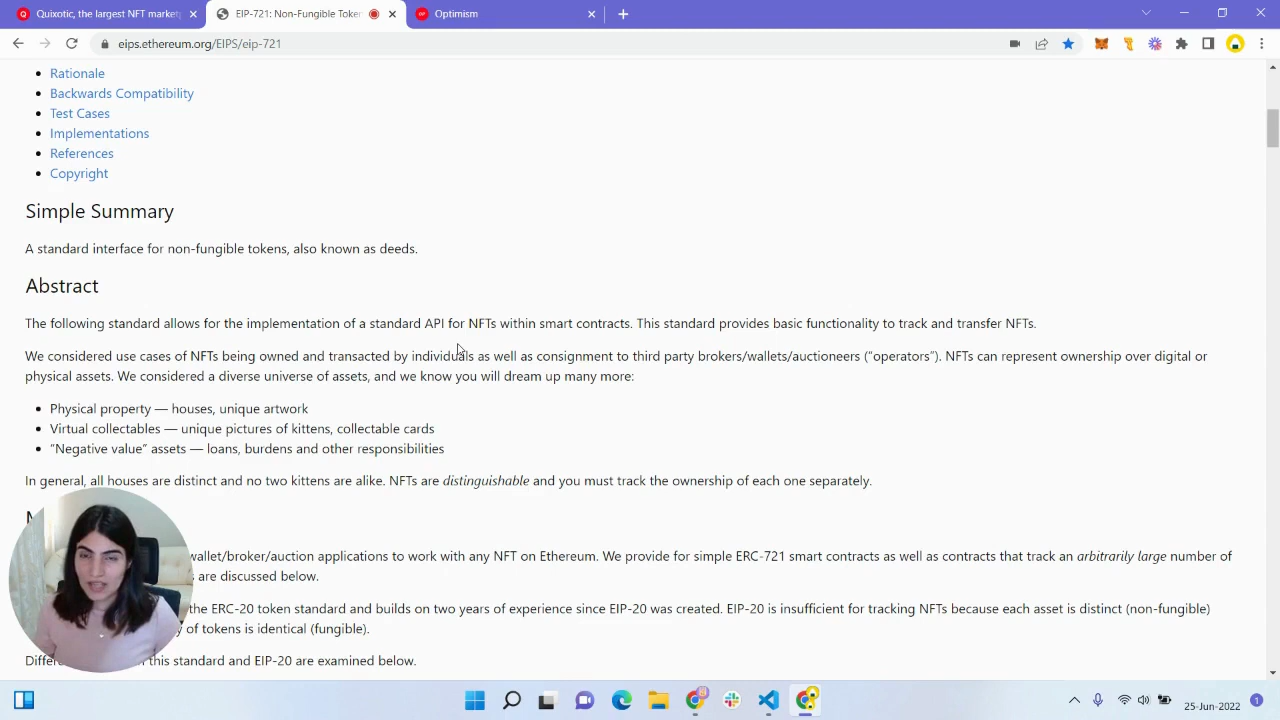 Quixotic, the largest NFT market
EIP-721: Non-Fungible Token
Optimism
eips.ethereum.org/EIPS/eip-721
Rationale
Backwards Compatibility
Test Cases
Implementations
References
Copyright
Simple Summary
A standard interface for non-fungible tokens, also known as deeds.
Abstract
The following standard allows for the implementation of a standard API for NFTs within smart contracts. This standard provides basic functionality to track and transfer NFTs.
We considered use cases of NFTs being owned and transacted by individuals as well as consignment to third party brokers/wallets/auctioneers (“operators”). NFTs can represent ownership over digital or
physical assets. We considered a diverse universe of assets, and we know you will dream up many more:
Physical property — houses, unique artwork
Virtual collectables — unique pictures of kittens, collectable cards
“Negative value” assets — loans, burdens and other responsibilities
In general, all houses are distinct and no two kittens are alike. NFTs are distinguishable and you must track the ownership of each one separately.
wallet/broker/auction applications to work with any NFT on Ethereum. We provide for simple ERC-721 smart contracts as well as contracts that track an arbitrarily large number of
are discussed below.
the ERC-20 token standard and builds on two years of experience since EIP-20 was created. EIP-20 is insufficient for tracking NFTs because each asset is distinct (non-fungible)
of tokens is identical (fungible).
this standard and EIP-20 are examined below.
25-Jun-2022
1